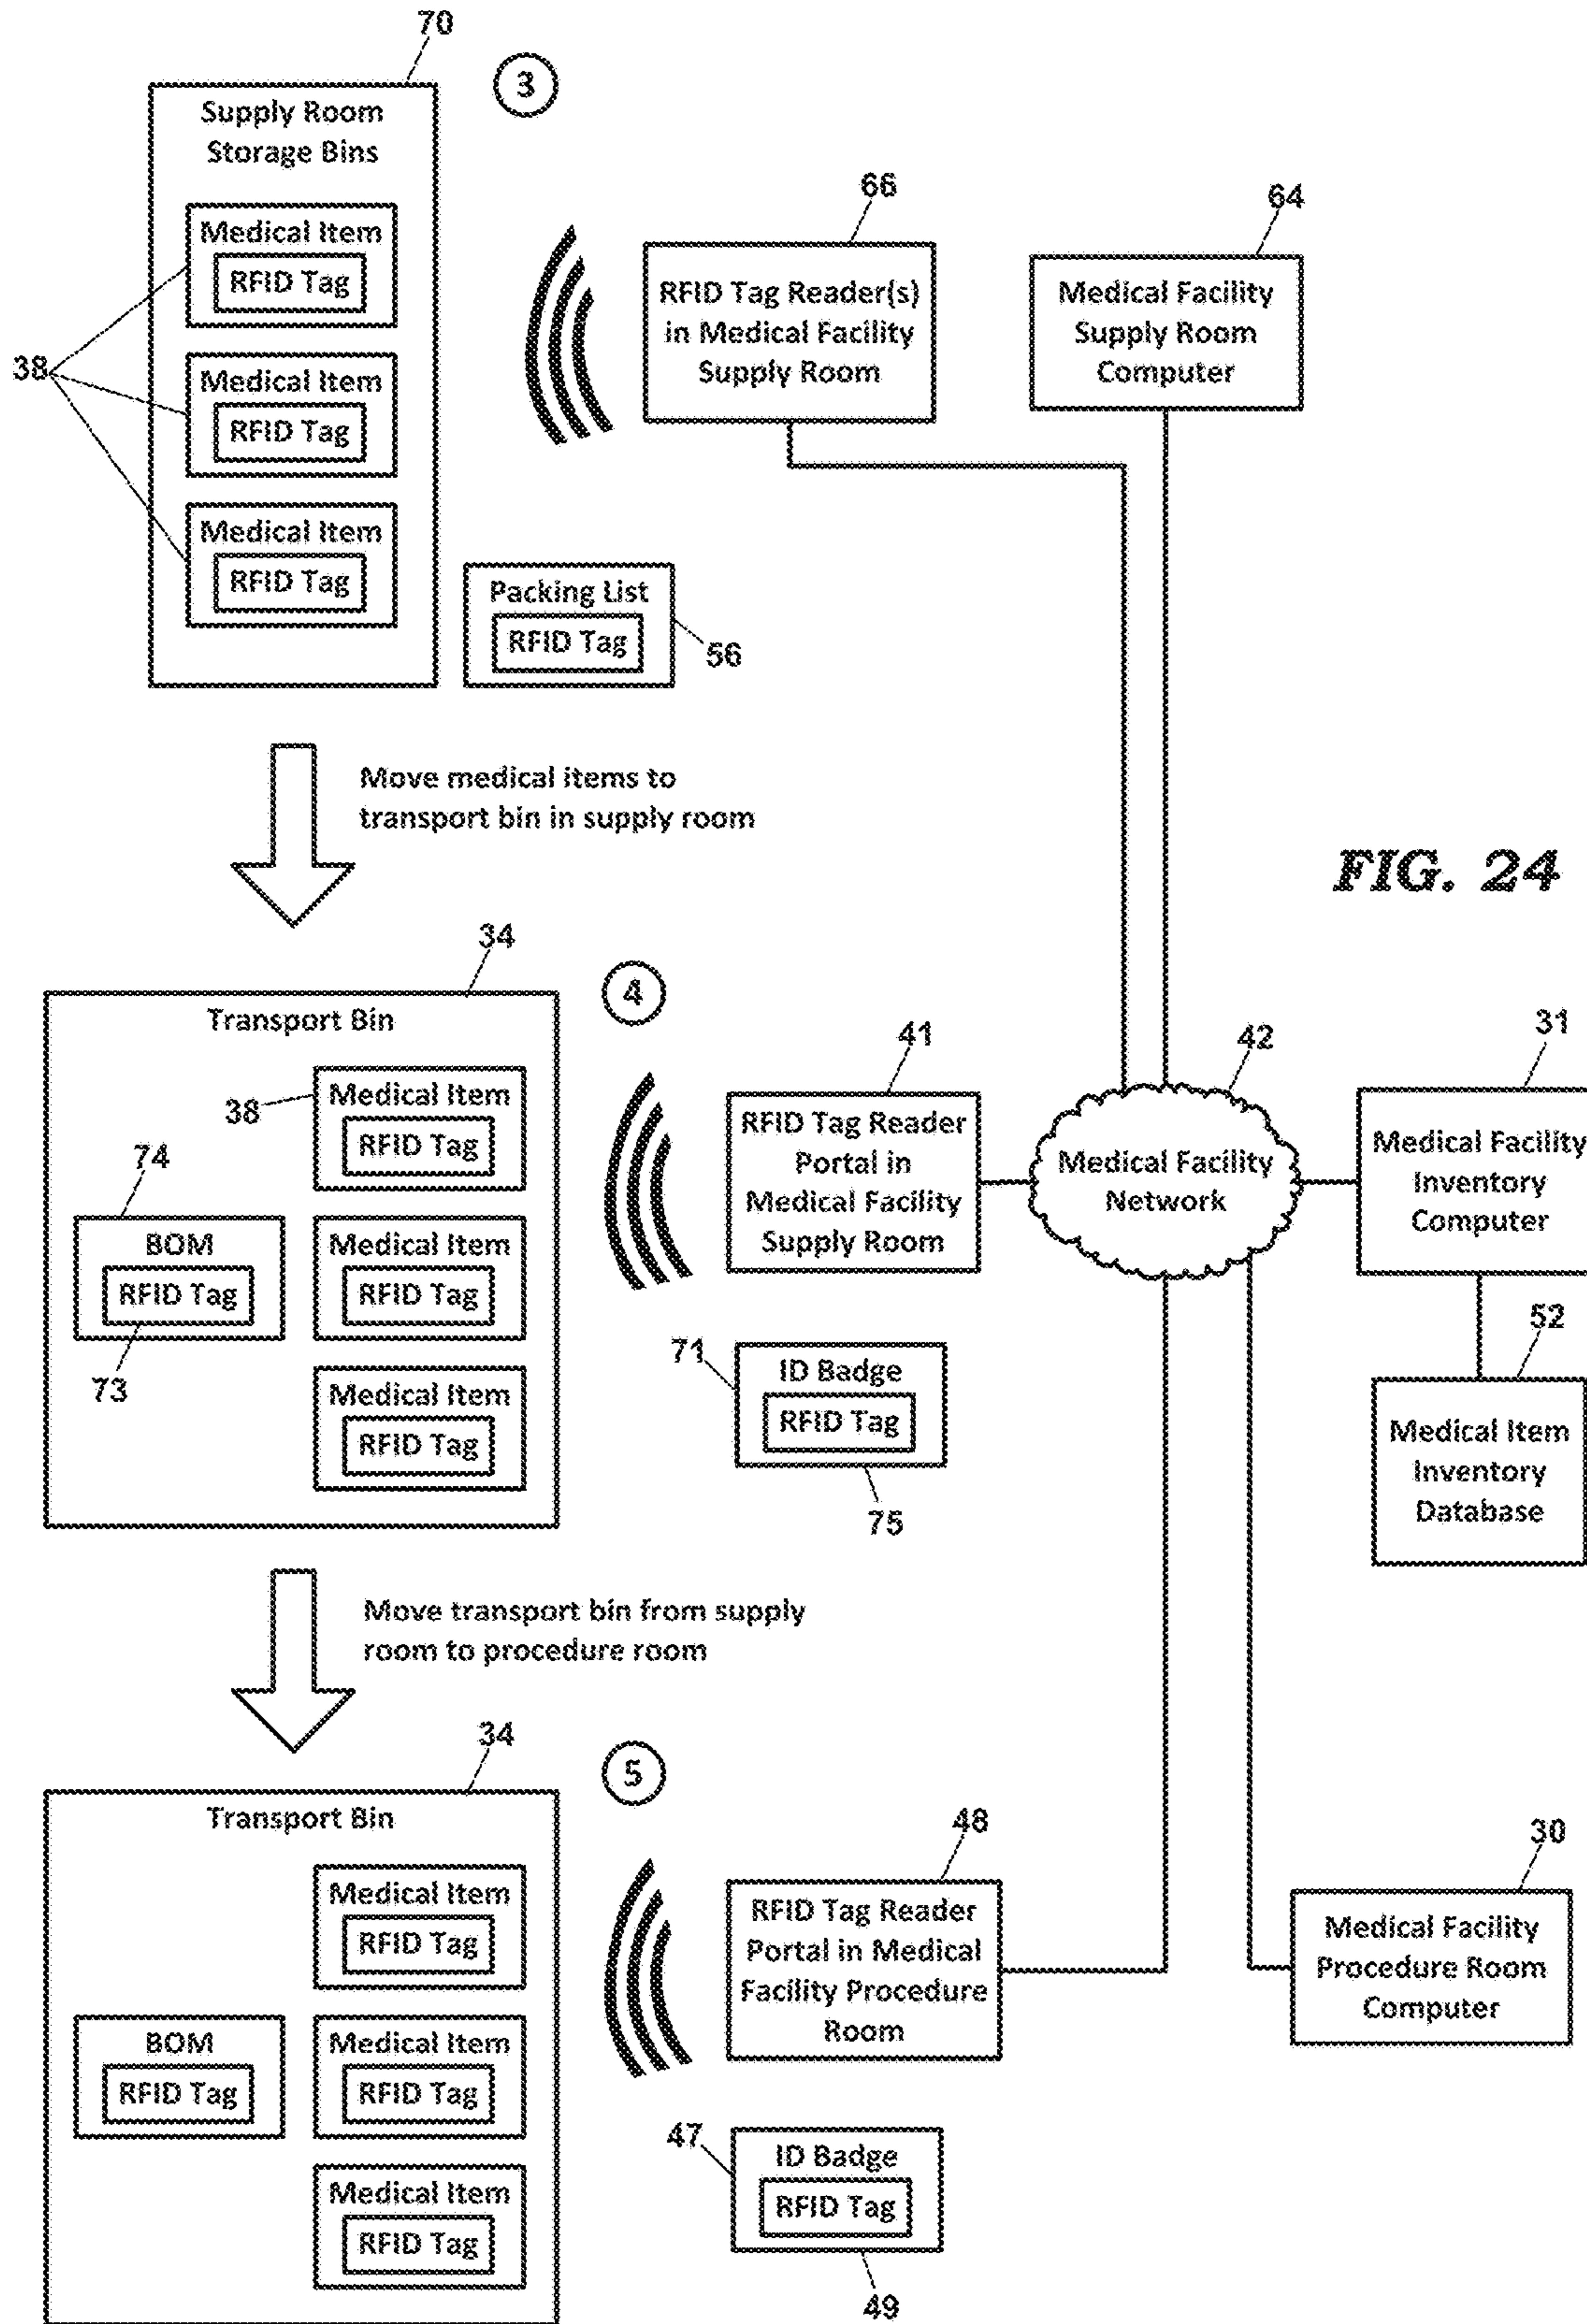 70
3
Supply Room
Storage Bins
Medical Item
RFID Tag
Medical Item
RFID Tag
Medical Item
RFID Tag
38
66
RFID Tag Reader(s)
in Medical Facility
Supply Room
64
Medical Facility
Supply Room
Computer
Packing List
RFID Tag
56
Move medical items to
transport bin in supply room
FIG. 24
34
4
Transport Bin
38
Medical Item
RFID Tag
74
BOM
RFID Tag
73
Medical Item
RFID Tag
Medical Item
RFID Tag
41
RFID Tag Reader
Portal in
Medical Facility
Supply Room
42
Medical Facility
Network
31
Medical Facility
Inventory
Computer
52
Medical Item
Inventory
Database
71
ID Badge
RFID Tag
75
Move transport bin from supply
room to procedure room
34
5
Transport Bin
Medical Item
RFID Tag
BOM
RFID Tag
Medical Item
RFID Tag
Medical Item
RFID Tag
48
RFID Tag Reader
Portal in Medical
Facility Procedure
Room
30
Medical Facility
Procedure Room
Computer
47
ID Badge
RFID Tag
49